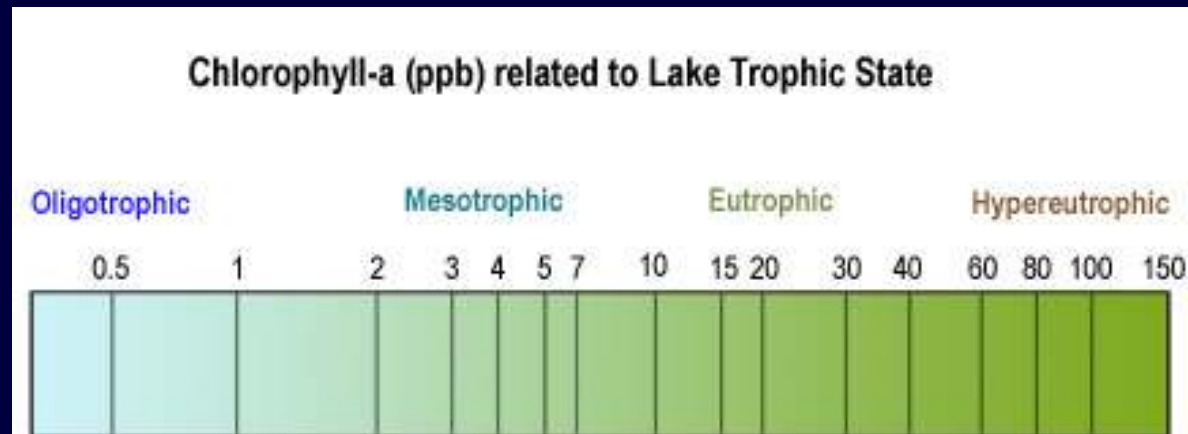 Chlorophyll-a (ppb) related to Lake Trophic State
Oligotrophic Mesotrophic Eutrophic Hypereutrophic
0.5 1 2 3 4 5 7 10 15 20 30 40 60 80 100 150